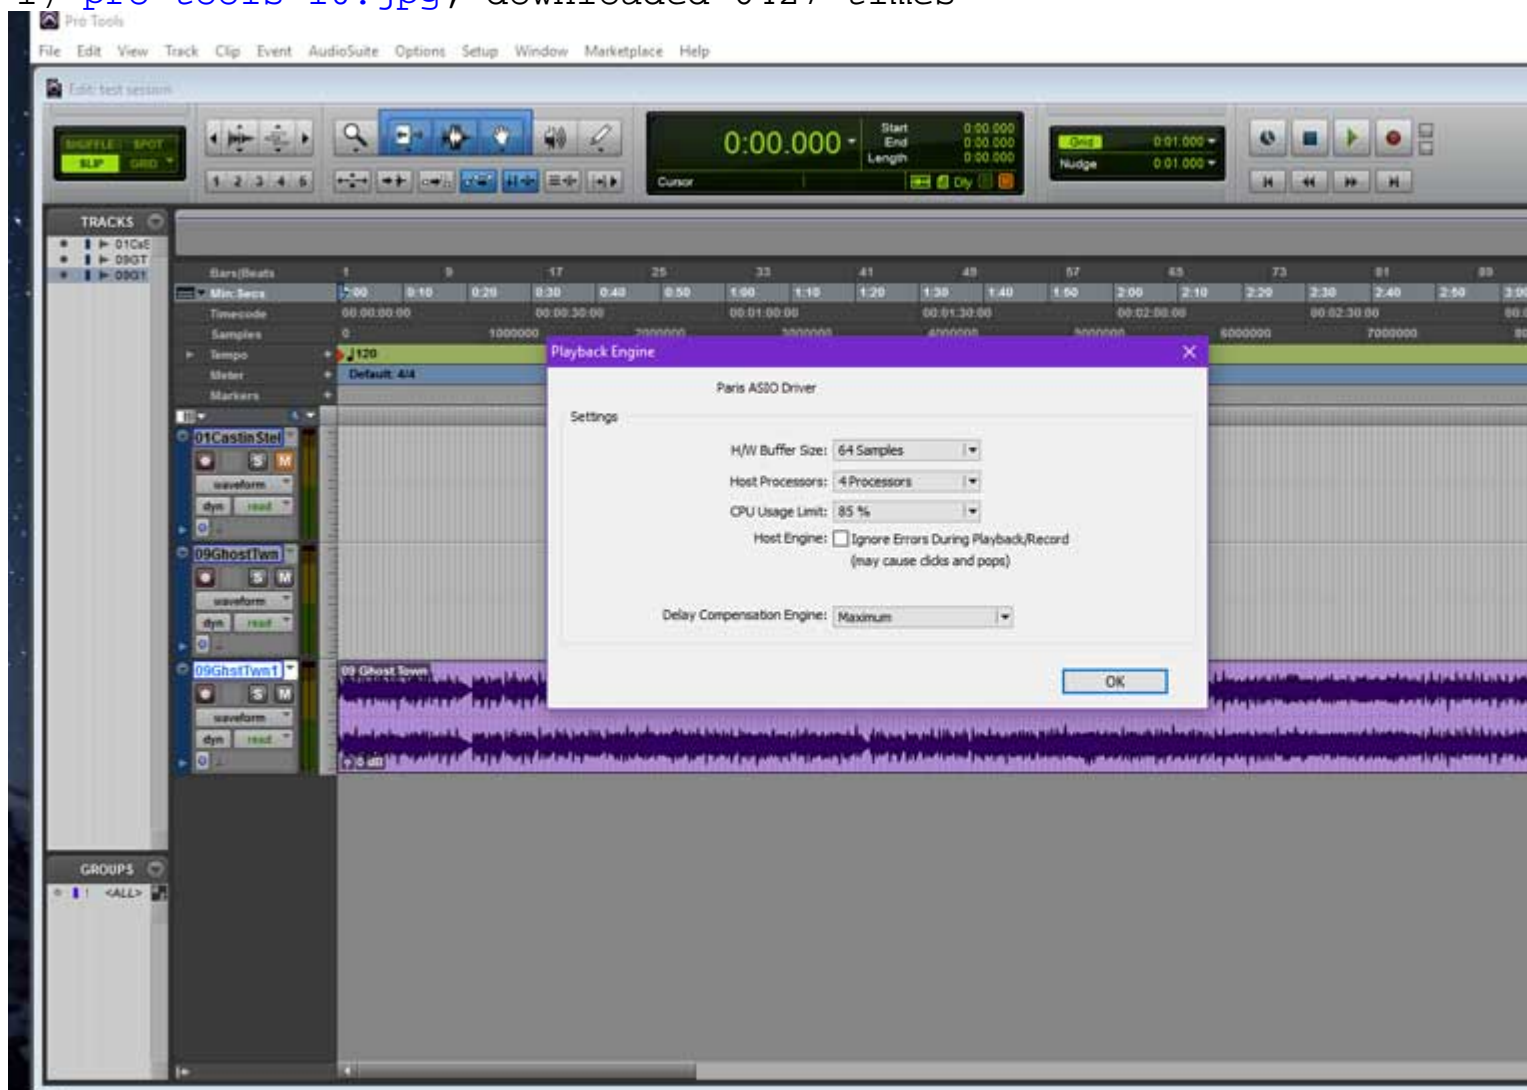 Pro Tools
File Edit View Track Clip Event AudioSuite Options Setup Window Marketplace Help
Edit: test session
SHUFFLE SPOT
SLIP GRID
1 2 3 4 5
0:00.000
Start 0:00.000
End 0:00.000
Length 0:00.000
Cursor
Dly
Grid 0:01.000
Nudge 0:01.000
TRACKS
01CsS
09GT
09G1
Bars|Beats 1 9 17 25 33 41 49 57 65 73 81 89
Min:Secs 0:00 0:10 0:20 0:30 0:40 0:50 1:00 1:10 1:20 1:30 1:40 1:50 2:00 2:10 2:20 2:30 2:40 2:50 3:00
Timecode 00:00:00:00 00:00:30:00 00:01:00:00 00:01:30:00 00:02:00:00 00:02:30:00
Samples 0 1000000 2000000 3000000 4000000 5000000 6000000 7000000
Tempo 120
Meter Default: 4/4
Markers
Playback Engine
Paris ASIO Driver
Settings
H/W Buffer Size: 64 Samples
Host Processors: 4 Processors
CPU Usage Limit: 85 %
Host Engine: Ignore Errors During Playback/Record
(may cause clicks and pops)
Delay Compensation Engine: Maximum
OK
01CastinStel
S M
waveform
dyn read
09GhostTwn
S M
waveform
dyn read
09GhstTwn1
S M
waveform
dyn read
09 Ghost Town
0 dB
GROUPS
! <ALL>